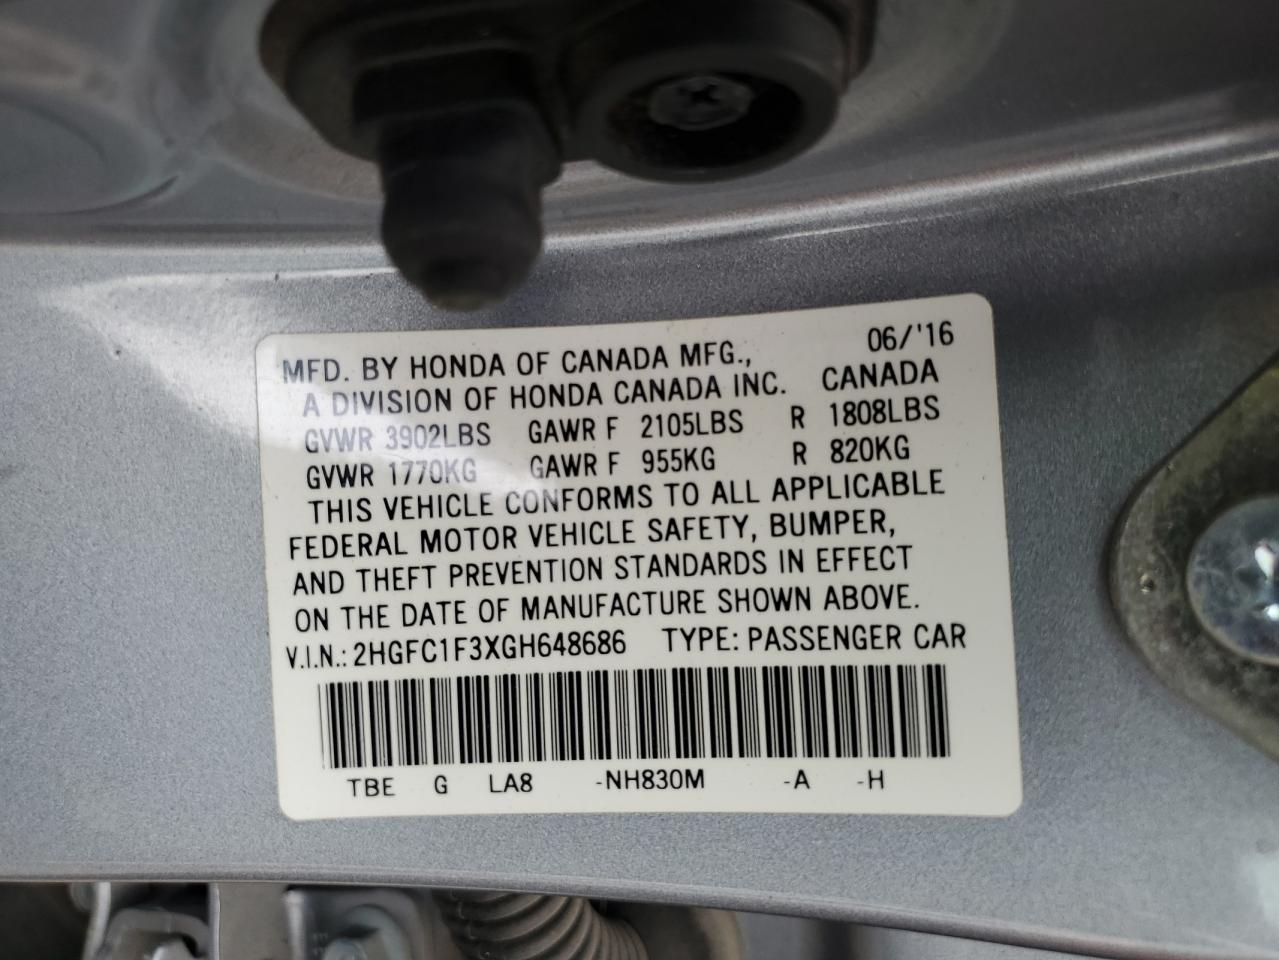 06/'16
MFD. BY HONDA OF CANADA MFG.,
A DIVISION OF HONDA CANADA INC. CANADA
GVWR 3902LBS GAWR F 2105LBS R 1808LBS
GVWR 1770KG GAWR F 955KG R 820KG
THIS VEHICLE CONFORMS TO ALL APPLICABLE
FEDERAL MOTOR VEHICLE SAFETY, BUMPER,
AND THEFT PREVENTION STANDARDS IN EFFECT
ON THE DATE OF MANUFACTURE SHOWN ABOVE.
V.I.N.: 2HGFC1F3XGH648686 TYPE: PASSENGER CAR
TBE G LA8 -NH830M -A -H